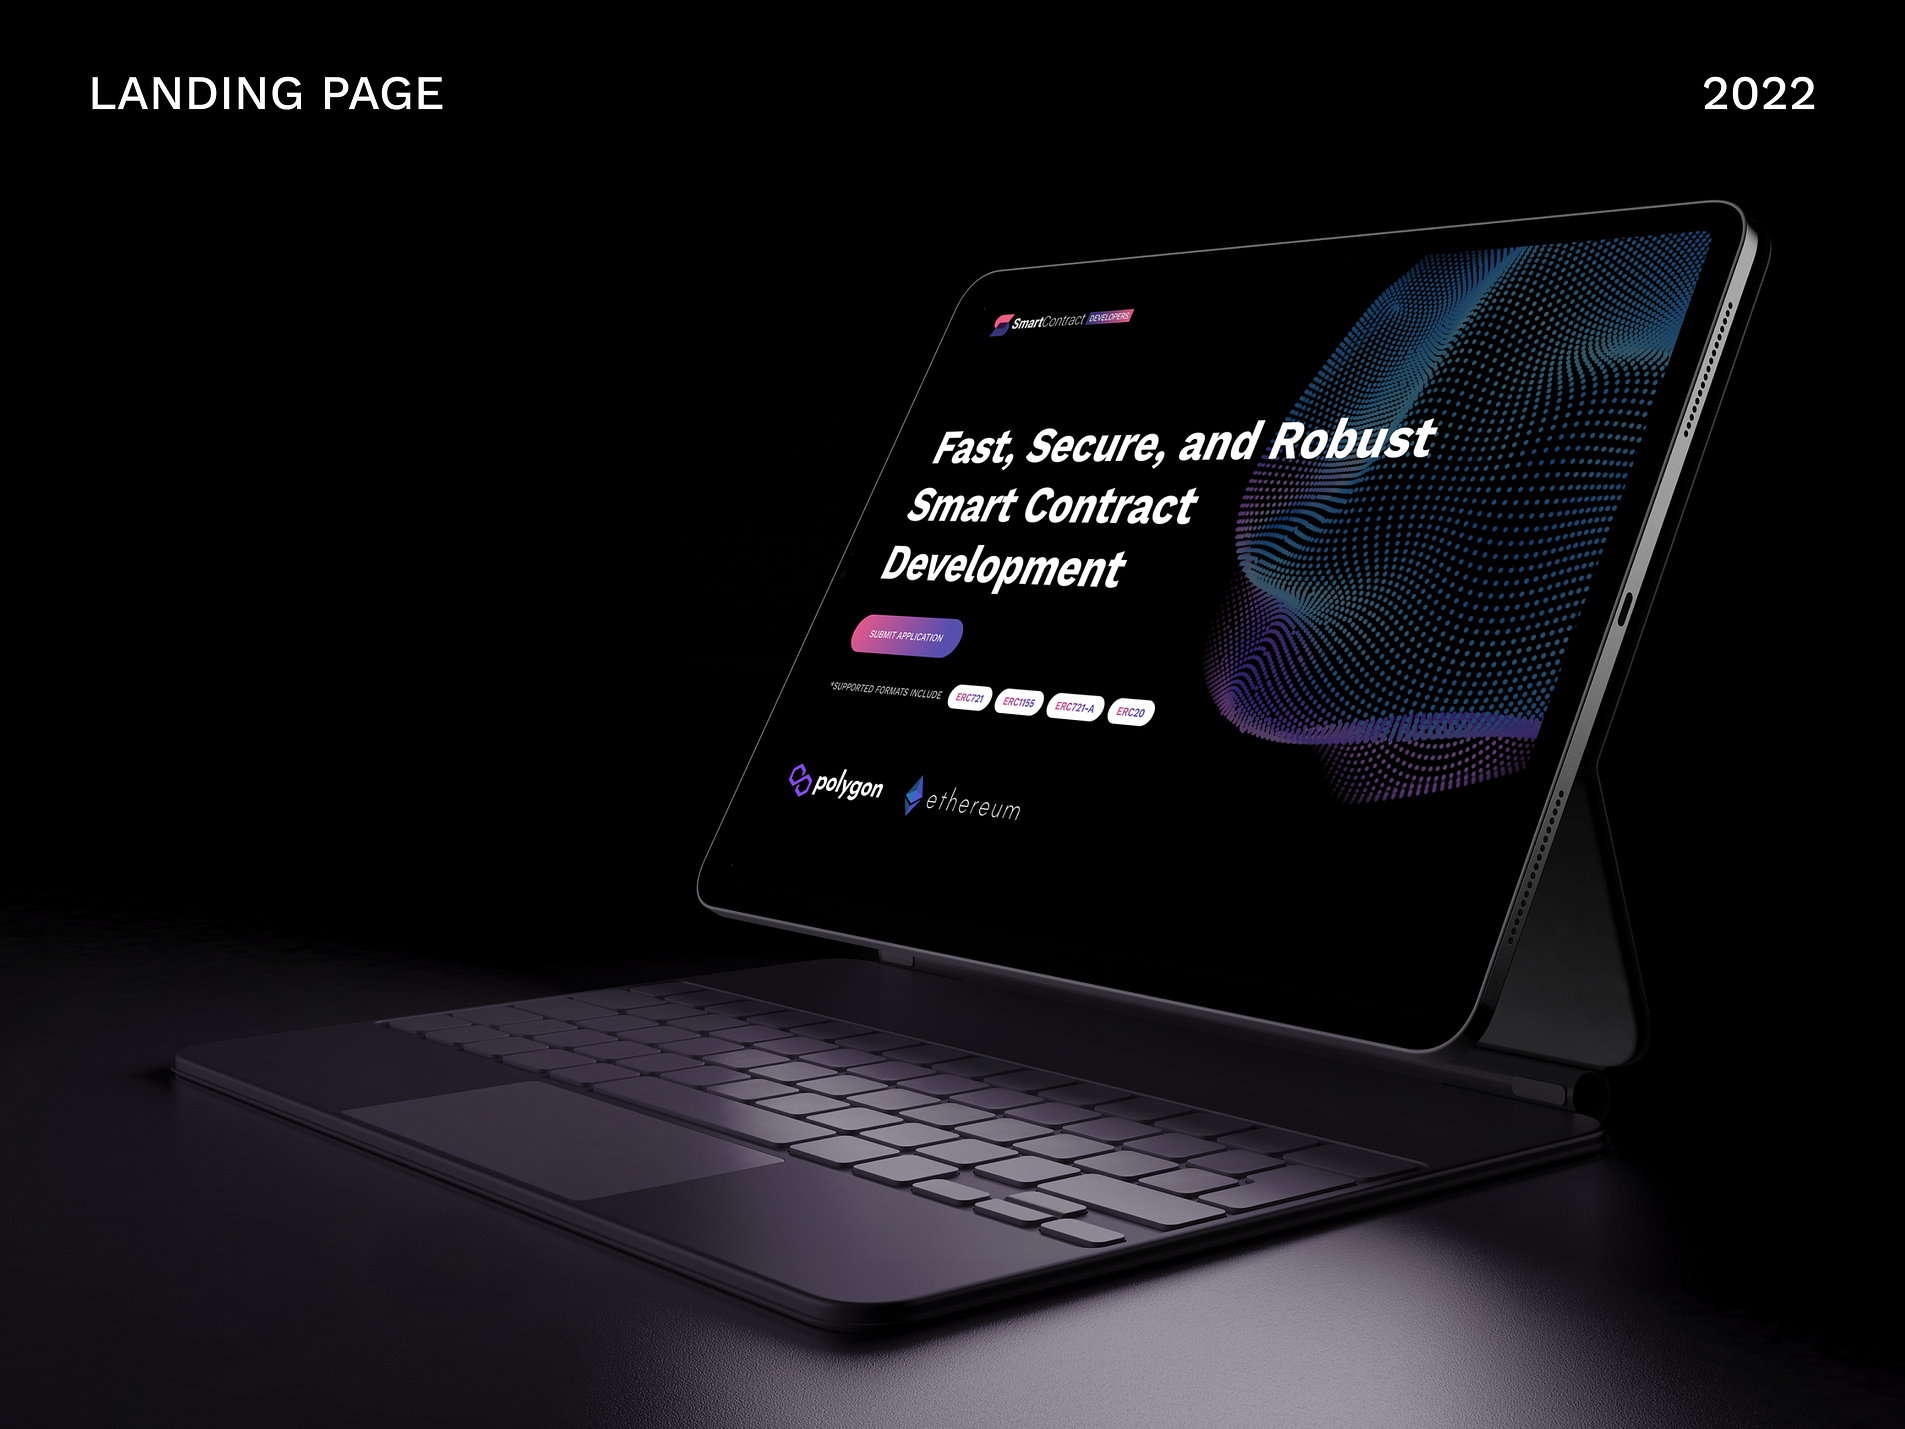 LANDING PAGE
2022
SmartContract DEVELOPERS
Fast, Secure, and Robust
Smart Contract
Development
SUBMIT APPLICATION
*SUPPORTED FORMATS INCLUDE ERC721 ERC1155 ERC721-A ERC20
polygon ethereum